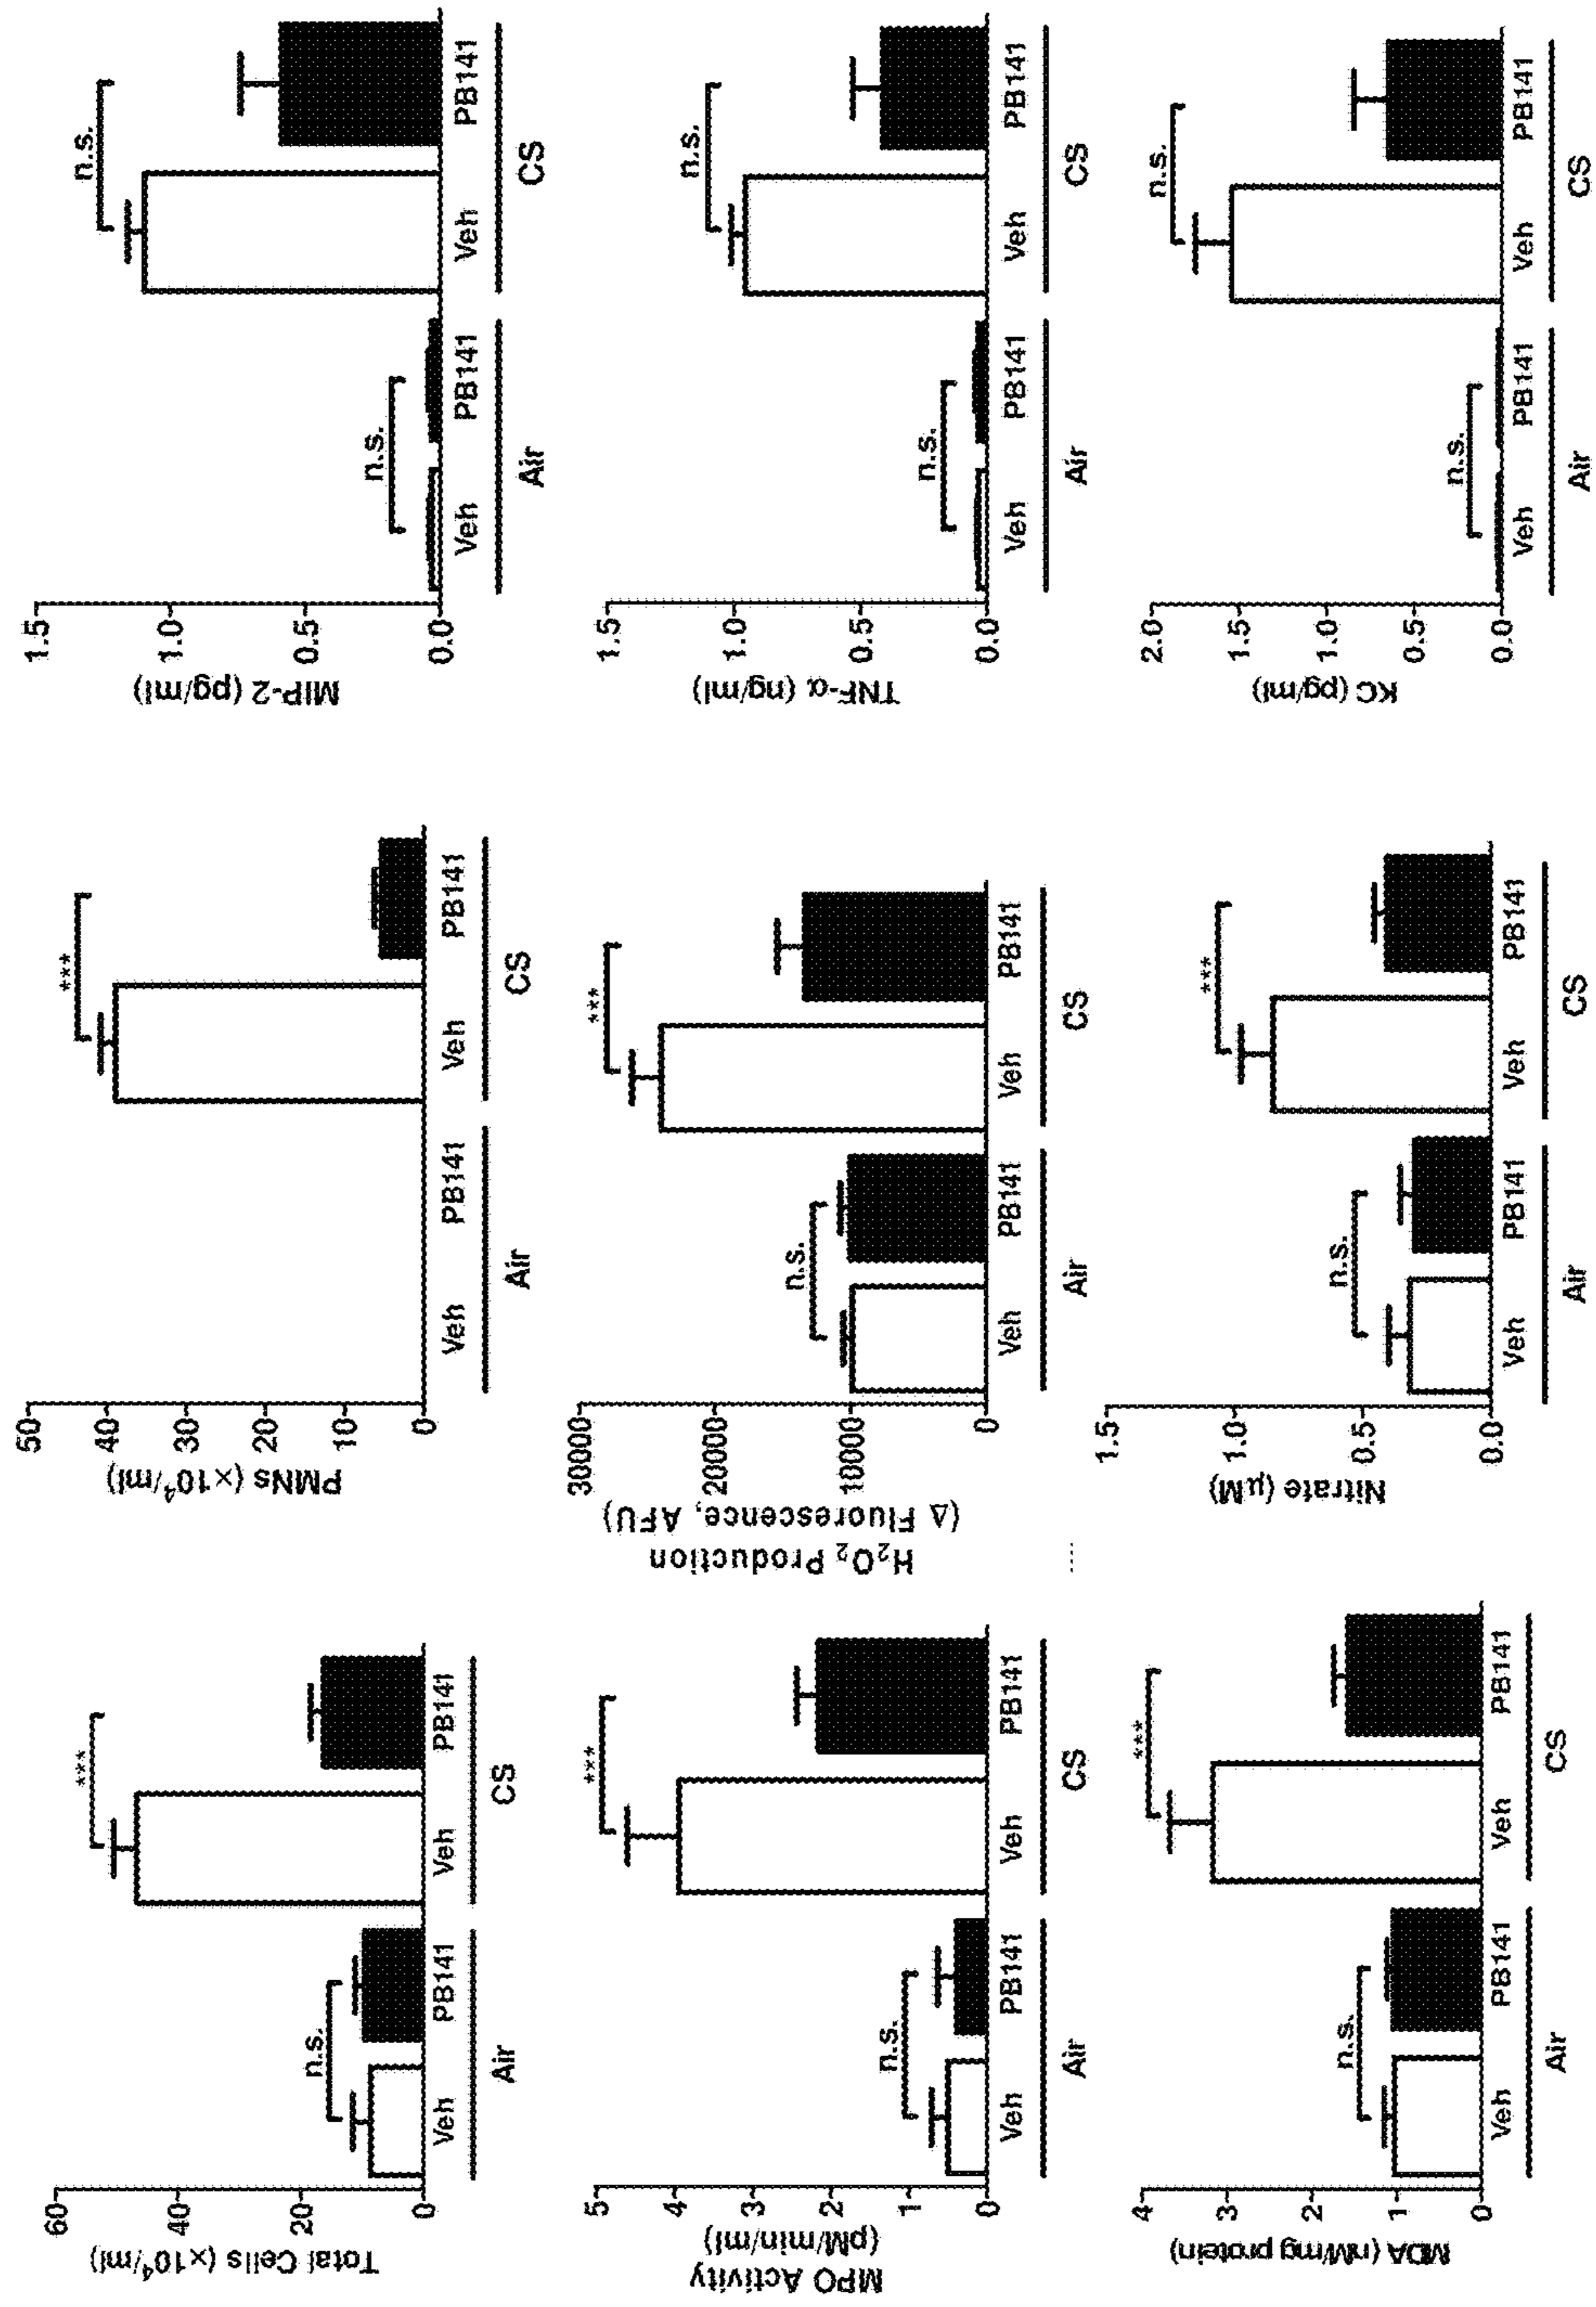 Total Cells (×10⁴/ml)
60
40
20
0
n.s.
***
Veh PB141 Veh PB141
Air CS
PMNs (×10⁴/ml)
50
40
30
20
10
0
***
Veh PB141 Veh PB141
Air CS
MIP-2 (pg/ml)
1.5
1.0
0.5
0.0
n.s.
n.s.
Veh PB141 Veh PB141
Air CS
MPO Activity
(pM/min/ml)
5
4
3
2
1
0
n.s.
***
Veh PB141 Veh PB141
Air CS
H₂O₂ Production
(Δ Fluorescence, AFU)
30000
20000
10000
0
n.s.
***
Veh PB141 Veh PB141
Air CS
TNF-α (ng/ml)
1.5
1.0
0.5
0.0
n.s.
n.s.
Veh PB141 Veh PB141
Air CS
MDA (nM/mg protein)
4
3
2
1
0
n.s.
***
Veh PB141 Veh PB141
Air CS
Nitrate (μM)
1.5
1.0
0.5
0.0
n.s.
***
Veh PB141 Veh PB141
Air CS
KC (pg/ml)
2.0
1.5
1.0
0.5
0.0
n.s.
n.s.
Veh PB141 Veh PB141
Air CS